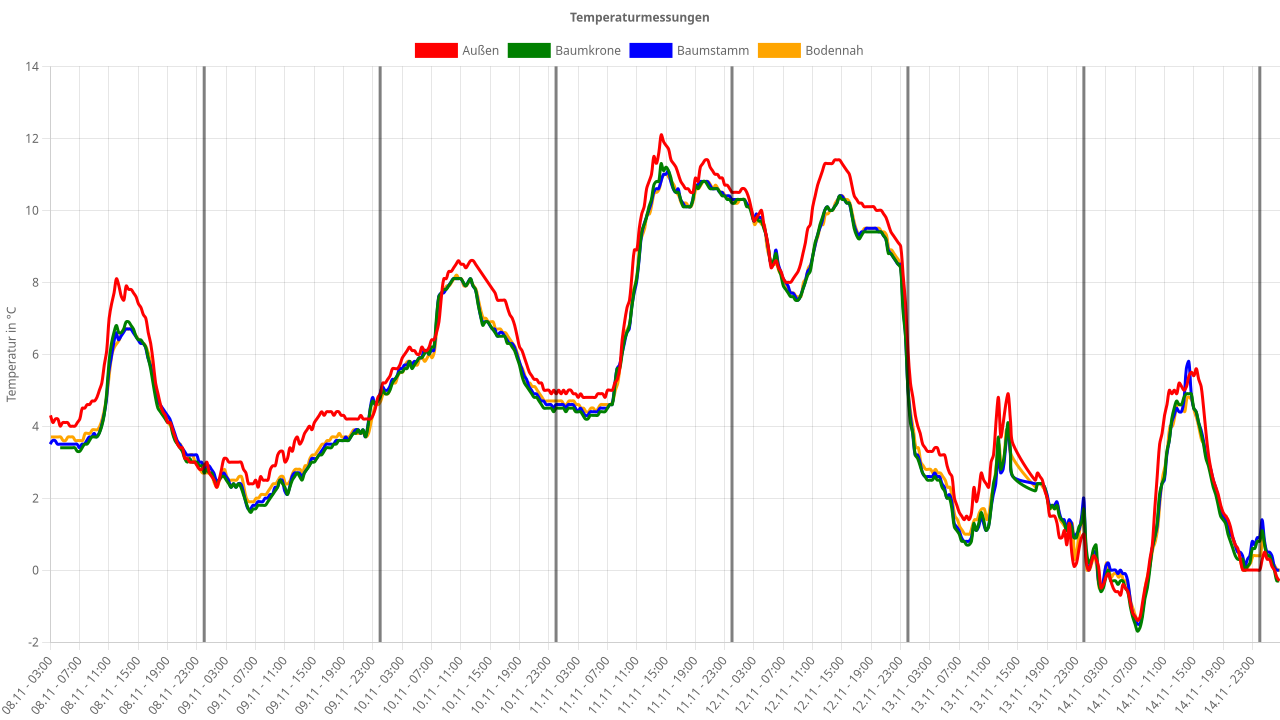 Temperaturmessungen
Außen Baumkrone Baumstamm Bodennah
Temperatur in °C
14
12
10
8
6
4
2
0
-2
08.11 - 03:00
08.11 - 07:00
08.11 - 11:00
08.11 - 15:00
08.11 - 19:00
08.11 - 23:00
09.11 - 03:00
09.11 - 07:00
09.11 - 11:00
09.11 - 15:00
09.11 - 19:00
09.11 - 23:00
10.11 - 03:00
10.11 - 07:00
10.11 - 11:00
10.11 - 15:00
10.11 - 19:00
10.11 - 23:00
11.11 - 03:00
11.11 - 07:00
11.11 - 11:00
11.11 - 15:00
11.11 - 19:00
11.11 - 23:00
12.11 - 03:00
12.11 - 07:00
12.11 - 11:00
12.11 - 15:00
12.11 - 19:00
12.11 - 23:00
13.11 - 03:00
13.11 - 07:00
13.11 - 11:00
13.11 - 15:00
13.11 - 19:00
13.11 - 23:00
14.11 - 03:00
14.11 - 07:00
14.11 - 11:00
14.11 - 15:00
14.11 - 19:00
14.11 - 23:00